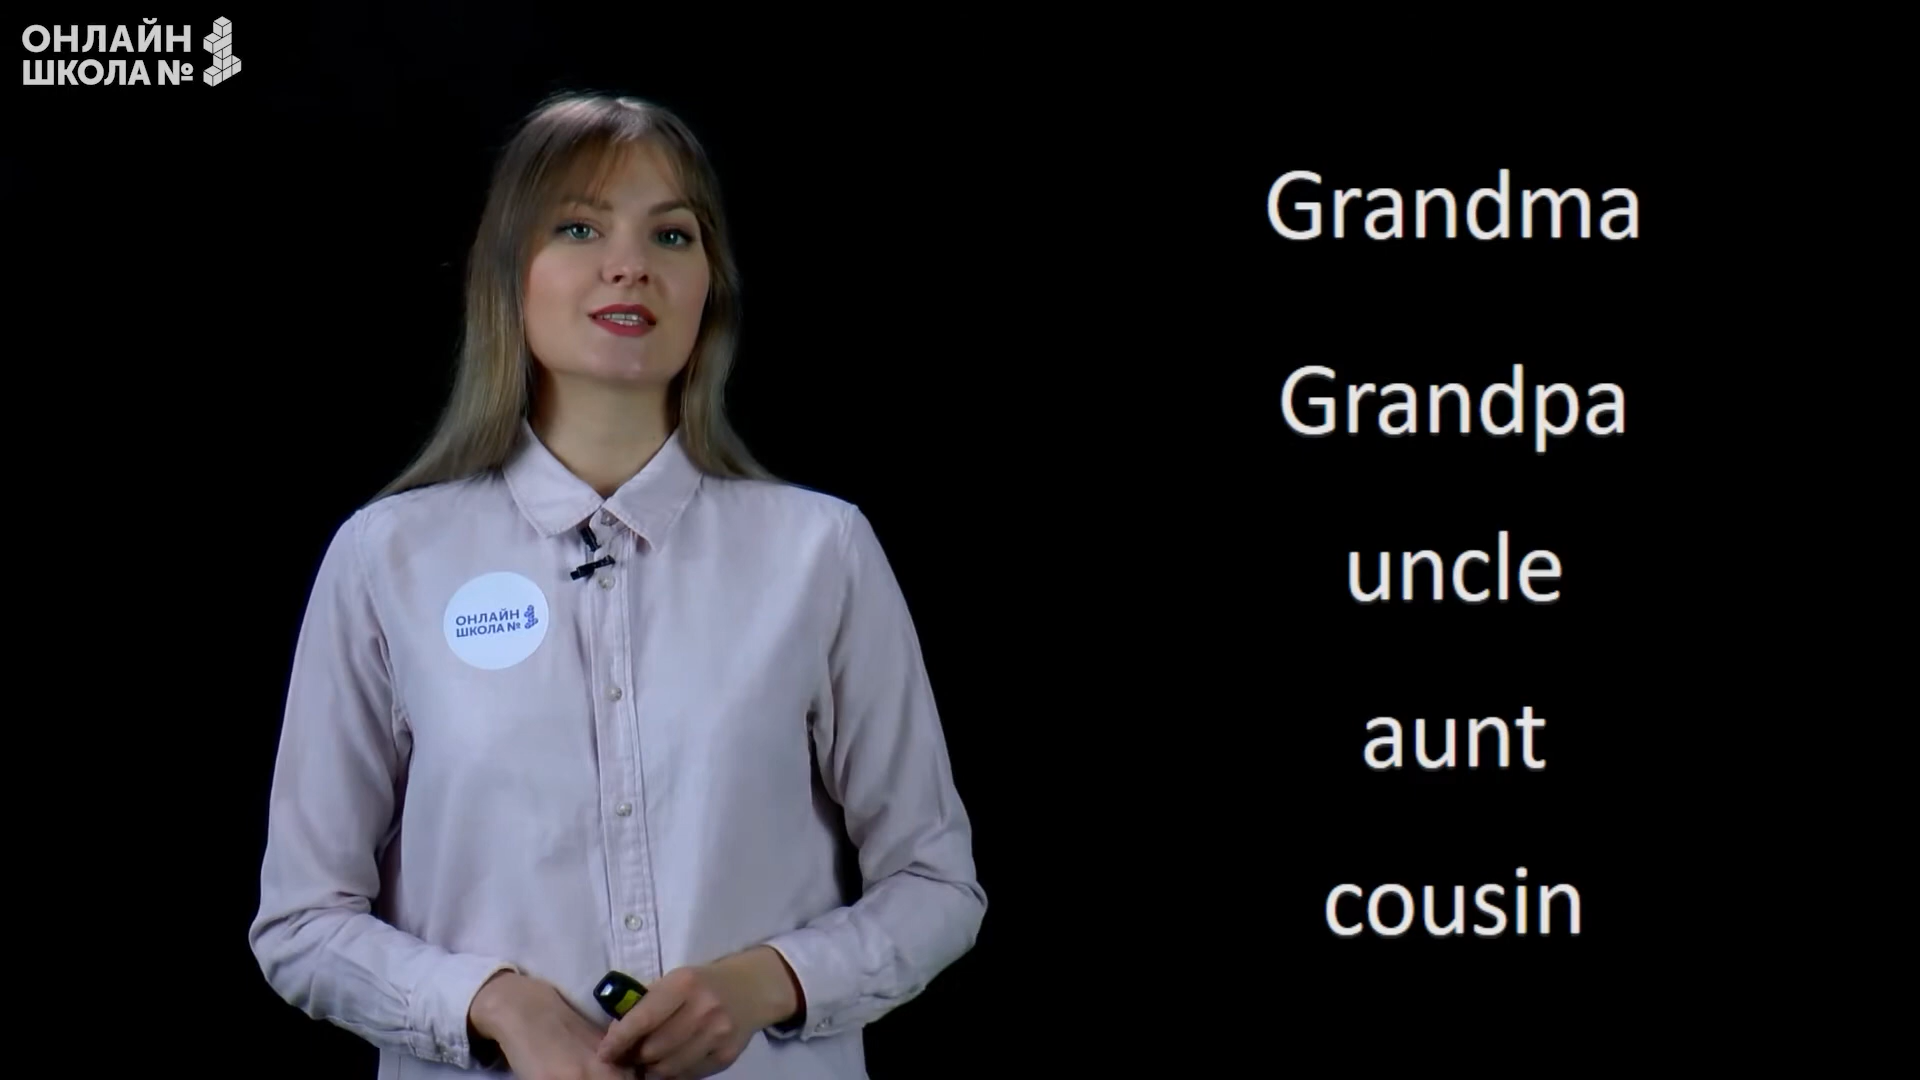 ОНЛАЙН
ШКОЛА №
Grandma
Grandpa
uncle
aunt
cousin
ОНЛАЙН
ШКОЛА №